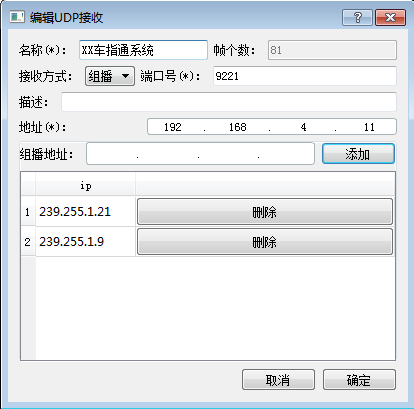 编辑UDP接收
名称(*): XX车指通系统 帧个数: 81
接收方式: 组播 端口号(*): 9221
描述:
地址(*): 192 . 168 . 4 . 11
组播地址: . . . 添加
ip
1 239.255.1.21 删除
2 239.255.1.9 删除
取消 确定